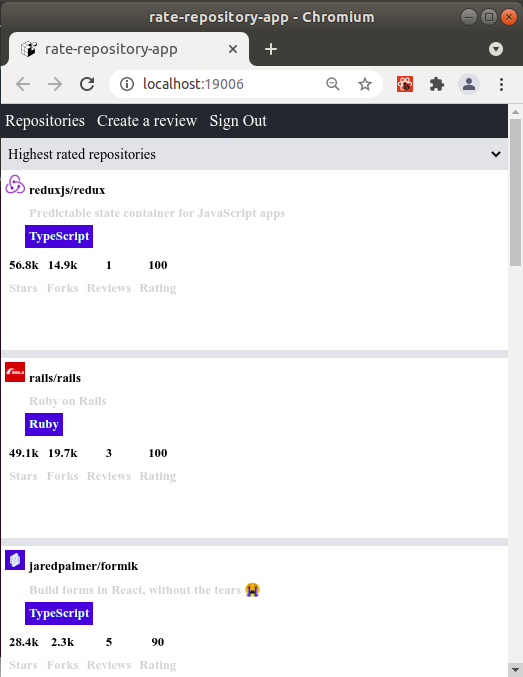 rate-repository-app - Chromium
rate-repository-app
localhost:19006
Repositories Create a review Sign Out
Highest rated repositories
reduxjs/redux
Predictable state container for JavaScript apps
TypeScript
56.8k 14.9k 1 100
Stars Forks Reviews Rating
rails/rails
Ruby on Rails
Ruby
49.1k 19.7k 3 100
Stars Forks Reviews Rating
jaredpalmer/formik
Build forms in React, without the tears 😭
TypeScript
28.4k 2.3k 5 90
Stars Forks Reviews Rating